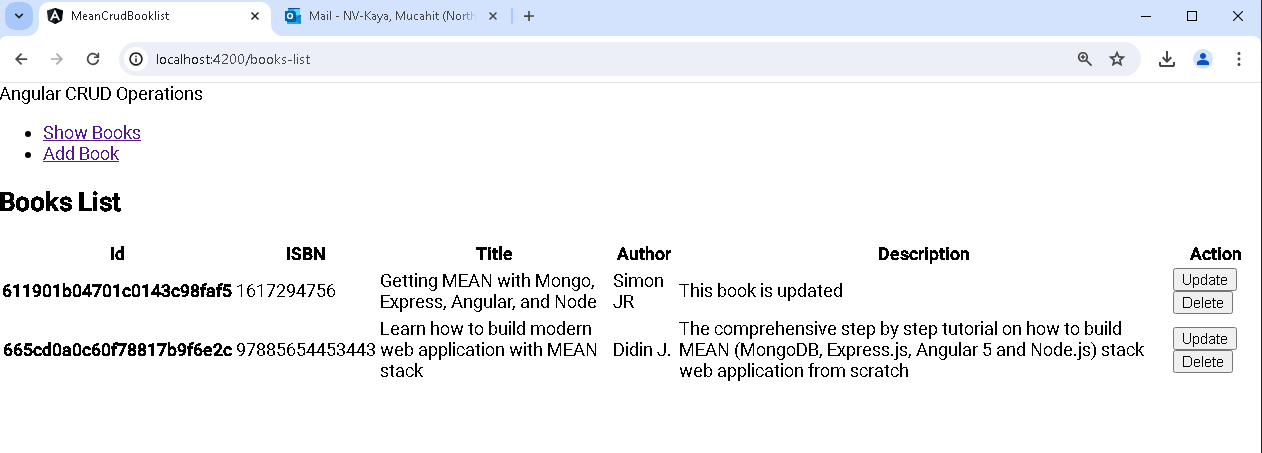 MeanCrudBooklist
Mail - NV-Kaya, Mucahit (North
localhost:4200/books-list
Angular CRUD Operations
Show Books
Add Book
Books List
Id ISBN Title Author Description Action
611901b04701c0143c98faf5 1617294756 Getting MEAN with Mongo, Simon This book is updated Update
Express, Angular, and Node JR Delete
Learn how to build modern The comprehensive step by step tutorial on how to build Update
665cd0a0c60f78817b9f6e2c 97885654453443 web application with MEAN Didin J. MEAN (MongoDB, Express.js, Angular 5 and Node.js) stack Delete
stack web application from scratch